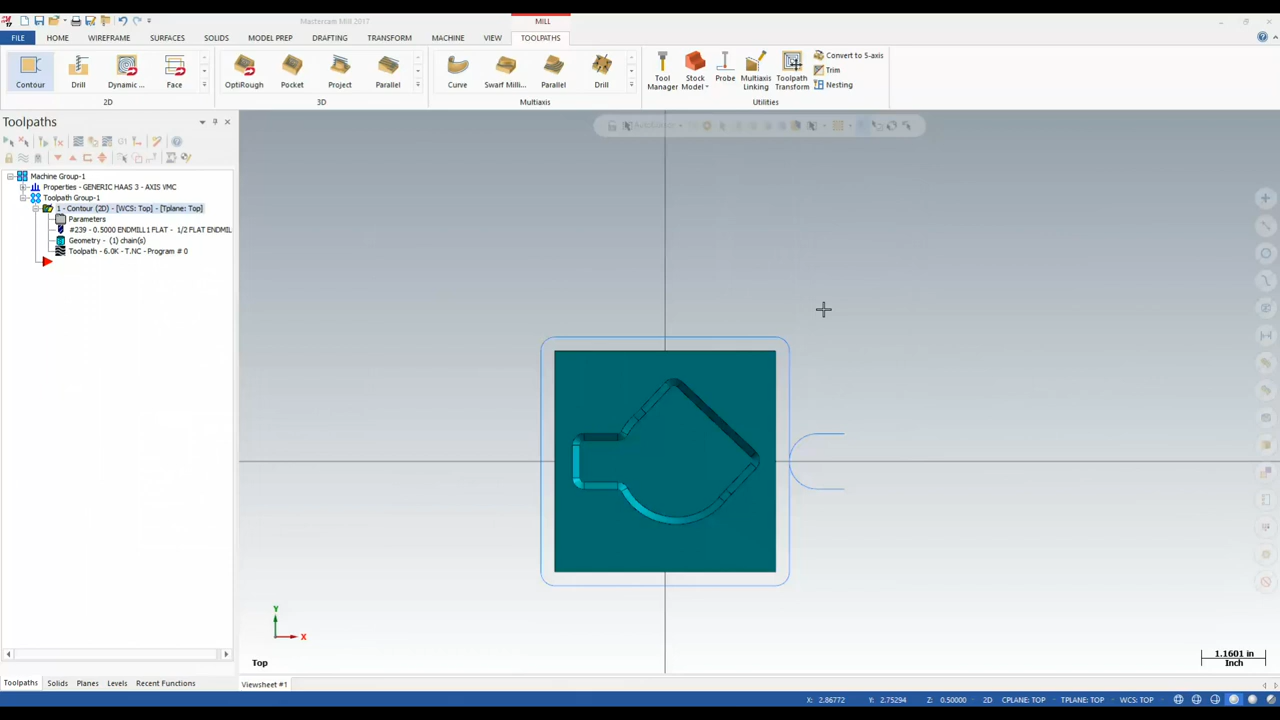 Mastercam Mill 2017
MILL
FILE HOME WIREFRAME SURFACES SOLIDS MODEL PREP DRAFTING TRANSFORM MACHINE VIEW TOOLPATHS
Contour Drill Dynamic ... Face OptiRough Pocket Project Parallel Curve Swarf Milli... Parallel Drill Tool Manager Stock Model Probe Multiaxis Linking Toolpath Transform
Convert to 5-axis
Trim
Nesting
2D 3D Multiaxis Utilities
Toolpaths
G1
Machine Group-1
Properties - GENERIC HAAS 3 - AXIS VMC
Toolpath Group-1
1 - Contour (2D) - [WCS: Top] - [Tplane: Top]
Parameters
#239 - 0.5000 ENDMILL1 FLAT - 1/2 FLAT ENDMIL
Geometry - (1) chain(s)
Toolpath - 6.0K - T.NC - Program # 0
Y
X
Top
1.1601 in
Inch
Toolpaths Solids Planes Levels Recent Functions
Viewsheet #1
X: 2.86772 Y: 2.75294 Z: 0.50000 2D CPLANE: TOP TPLANE: TOP WCS: TOP